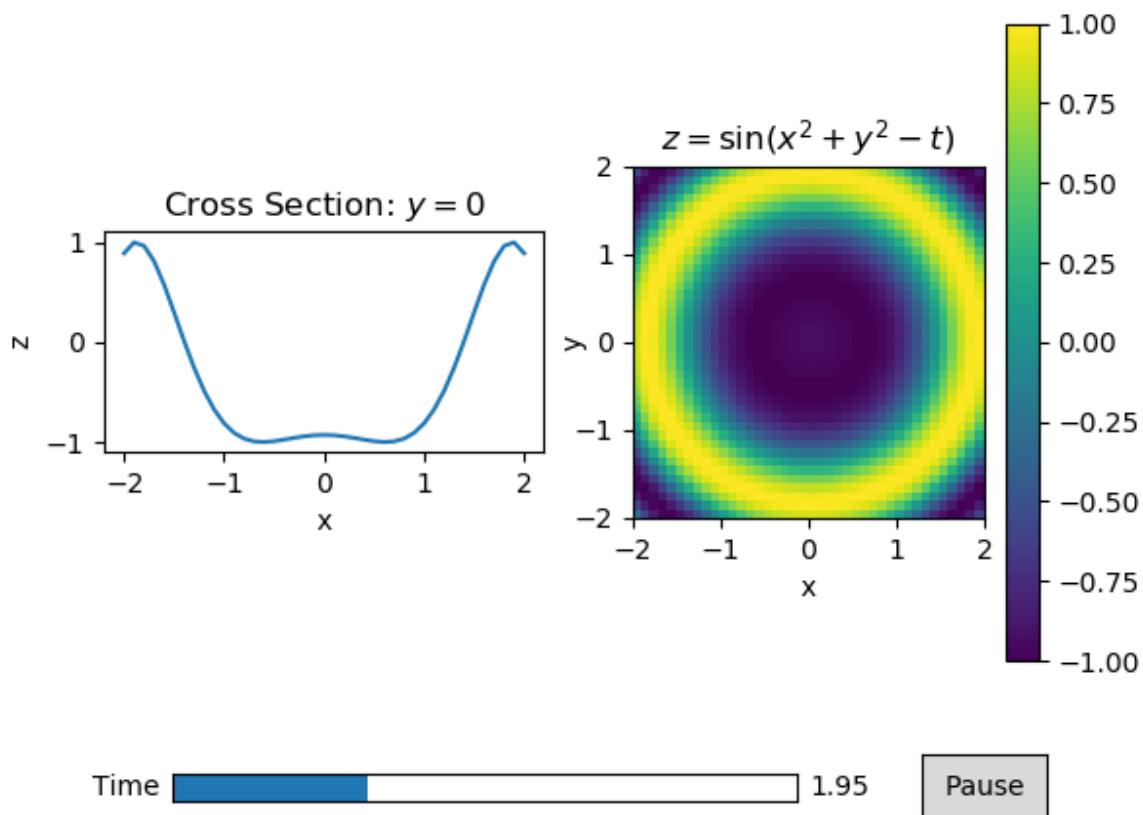 Cross Section: y = 0
z
1
0
−1
−2 −1 0 1 2
x
z = sin(x² + y² − t)
y
2
1
0
−1
−2
−2 −1 0 1 2
x
1.00
0.75
0.50
0.25
0.00
−0.25
−0.50
−0.75
−1.00
Time 1.95 Pause